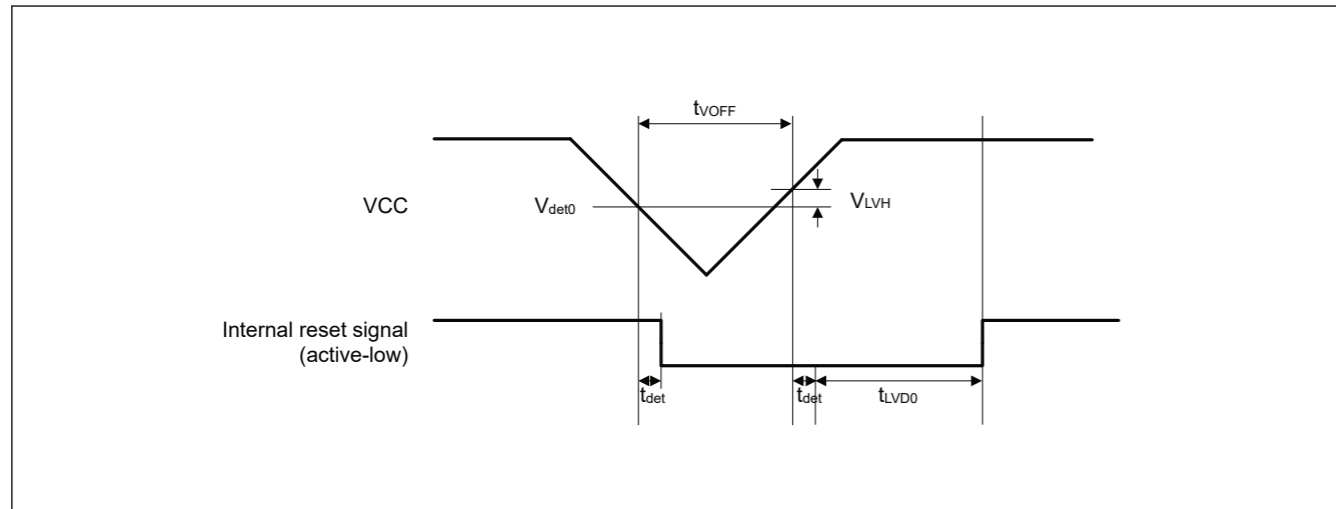 tVOFF
VCC
Vdet0
VLVH
Internal reset signal
(active-low)
tdet
tdet
tLVD0